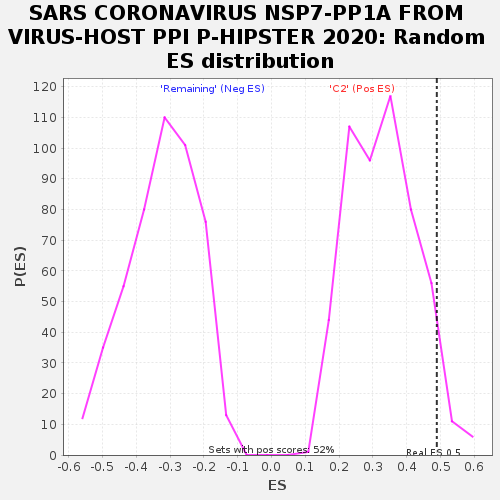 SARS CORONAVIRUS NSP7-PP1A FROM
VIRUS-HOST PPI P-HIPSTER 2020: Random
ES distribution
'Remaining' (Neg ES)
'C2' (Pos ES)
P(ES)
120
110
100
90
80
70
60
50
40
30
20
10
0
Sets with pos scores: 52%
Real ES 0.5
-0.6 -0.5 -0.4 -0.3 -0.2 -0.1 0.0 0.1 0.2 0.3 0.4 0.5 0.6
ES